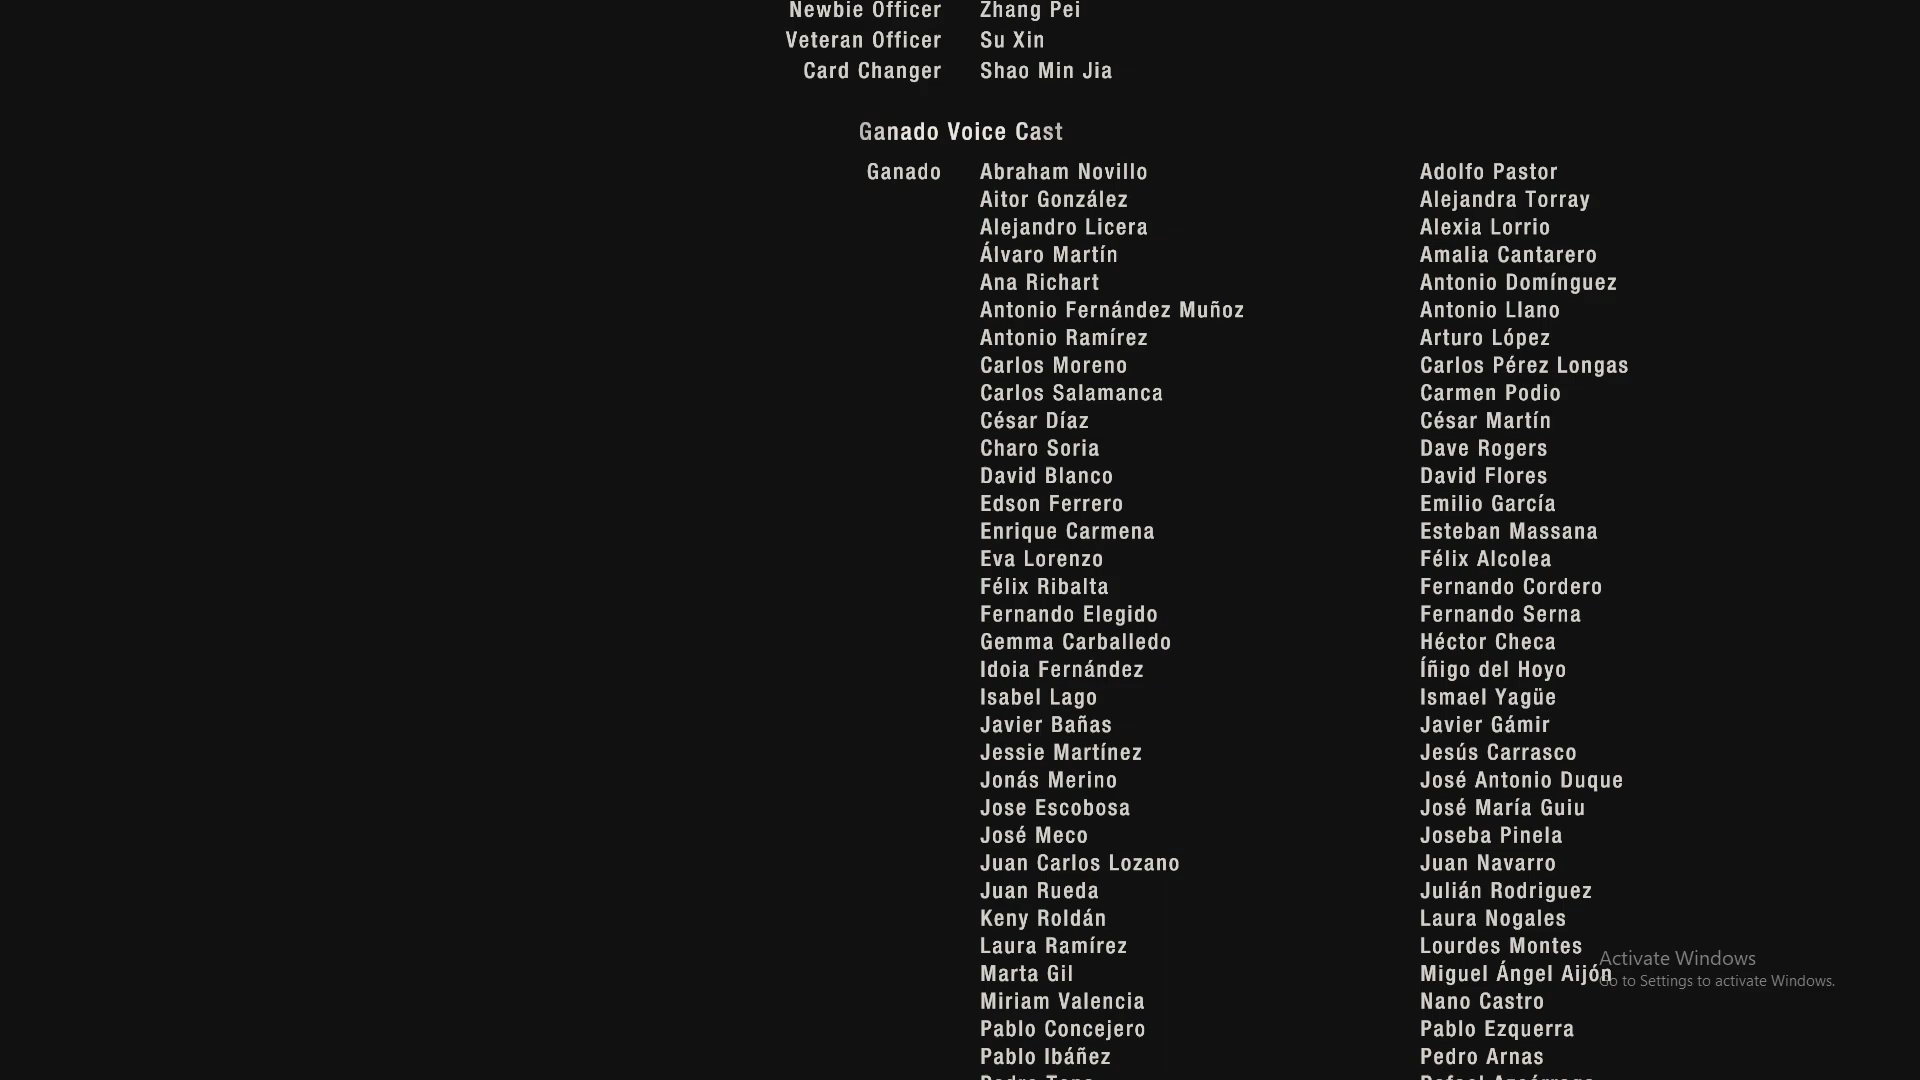 Newbie Officer Zhang Pei
Veteran Officer Su Xin
Card Changer Shao Min Jia
Ganado Voice Cast
Ganado Abraham Novillo Adolfo Pastor
Aitor González Alejandra Torray
Alejandro Licera Alexia Lorrio
Álvaro Martín Amalia Cantarero
Ana Richart Antonio Domínguez
Antonio Fernández Muñoz Antonio Llano
Antonio Ramírez Arturo López
Carlos Moreno Carlos Pérez Longas
Carlos Salamanca Carmen Podio
César Díaz César Martín
Charo Soria Dave Rogers
David Blanco David Flores
Edson Ferrero Emilio García
Enrique Carmena Esteban Massana
Eva Lorenzo Félix Alcolea
Félix Ribalta Fernando Cordero
Fernando Elegido Fernando Serna
Gemma Carballedo Héctor Checa
Idoia Fernández Íñigo del Hoyo
Isabel Lago Ismael Yagüe
Javier Bañas Javier Gámir
Jessie Martínez Jesús Carrasco
Jonás Merino José Antonio Duque
Jose Escobosa José María Guiu
José Meco Joseba Pinela
Juan Carlos Lozano Juan Navarro
Juan Rueda Julián Rodriguez
Keny Roldán Laura Nogales
Laura Ramírez Lourdes Montes
Activate Windows
Marta Gil Miguel Ángel Aijón
Go to Settings to activate Windows.
Miriam Valencia Nano Castro
Pablo Concejero Pablo Ezquerra
Pablo Ibáñez Pedro Arnas